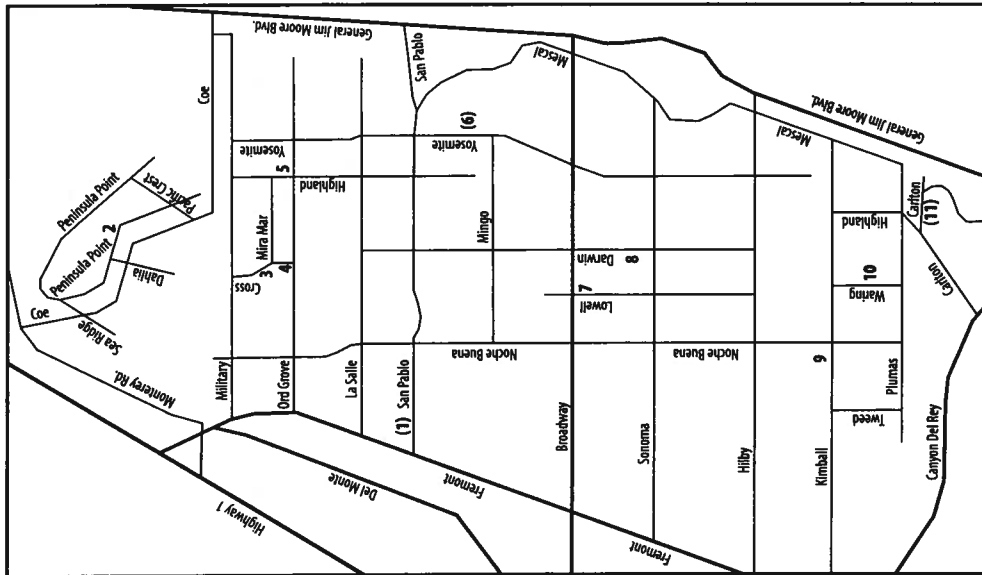 General Jim Moore Blvd.
San Pablo
Mescal
Coe
Peninsula Point
Pacific Crest
2
Peninsula Point
Dahlia
Coe
Sea Ridge
Monterey Rd.
Yosemite
5
Highland
Yosemite
(6)
Mira Mar
3
4
Cross
Mingo
Darwin
8
7
Lowell
Mescal
General Jim Moore Blvd.
Highland
Carlton
(11)
Carlton
10
Waring
Military
Ord Grove
La Salle
(1) San Pablo
Noche Buena
Broadway
Sonoma
Noche Buena
Hilby
9
Kimball
Plumas
Tweed
Canyon Del Rey
Highway 1
Del Monte
Fremont
Fremont